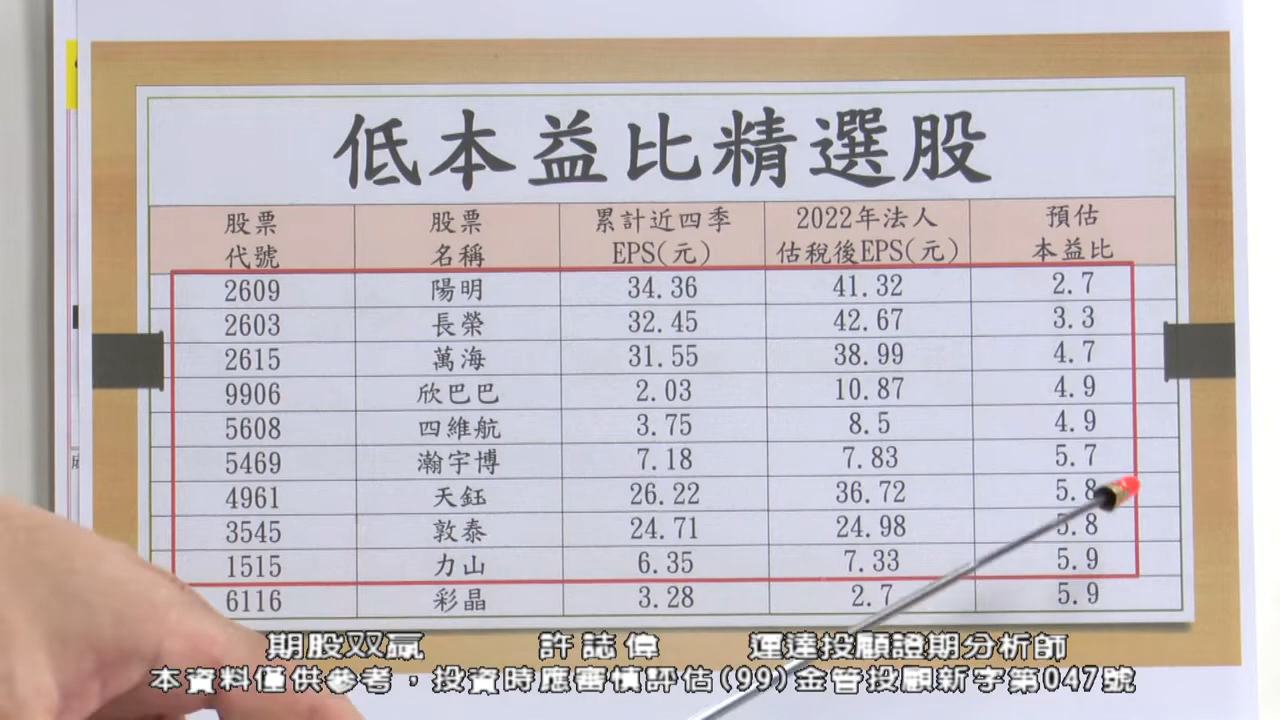 低本益比精選股
股票代號 股票名稱 累計近四季EPS(元) 2022年法人估稅後EPS(元) 預估本益比
2609 陽明 34.36 41.32 2.7
2603 長榮 32.45 42.67 3.3
2615 萬海 31.55 38.99 4.7
9906 欣巴巴 2.03 10.87 4.9
5608 四維航 3.75 8.5 4.9
5469 瀚宇博 7.18 7.83 5.7
4961 天鈺 26.22 36.72 5.8
3545 敦泰 24.71 24.98 5.8
1515 力山 6.35 7.33 5.9
6116 彩晶 3.28 2.7 5.9
期股双贏 許誌偉 運達投顧證期分析師
本資料僅供參考，投資時應審慎評估(99)金管投顧新字第047號